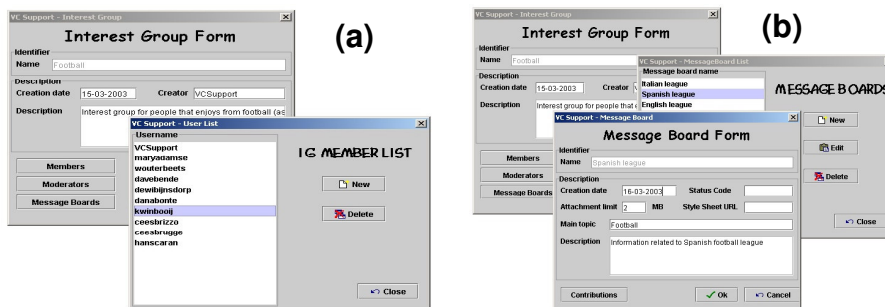 VC Support - Interest Group
Interest Group Form
(a)
Identifier
Name Football
Description
Creation date 15-03-2003 Creator VCSupport
Description Interest group for people that enjoys from football (as
Members
Moderators
Message Boards
VC Support - User List
Username
VCSupport
maryadamse
wouterbeets
davebende
dewibijnsdorp
danabonte
kwinbooij
ceesbrizzo
ceesbrugge
hanscaran
IG MEMBER LIST
New
Delete
Close
VC Support - Interest Group
Interest Group Form
(b)
Identifier
Name Football
Description
Creation date 15-03-2003 Creator
Description Interest group for people that
Members
Moderators
Message Boards
VC Support - MessageBoard List
Message board name
Italian league
Spanish league
English league
MESSAGE BOARDS
New
Edit
Delete
Close
VC Support - Message Board
Message Board Form
Identifier
Name Spanish league
Description
Creation date 16-03-2003 Status Code
Attachment limit 2 MB Style Sheet URL
Main topic Football
Description Information related to Spanish football league
Contributions
Ok
Cancel